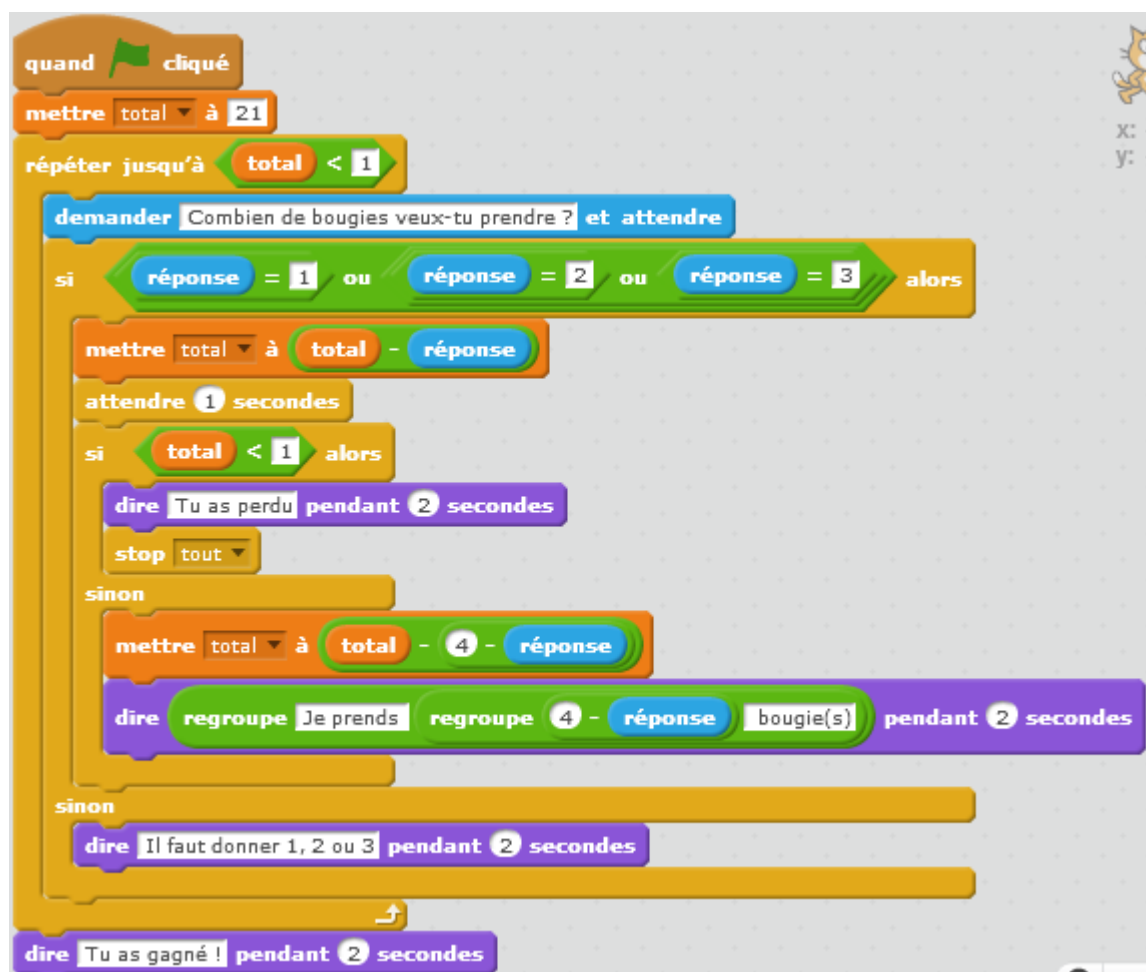 quand cliqué
mettre total à 21
répéter jusqu'à total < 1
demander Combien de bougies veux-tu prendre ? et attendre
si réponse = 1 ou réponse = 2 ou réponse = 3 alors
mettre total à total - réponse
attendre 1 secondes
si total < 1 alors
dire Tu as perdu pendant 2 secondes
stop tout
sinon
mettre total à total - 4 - réponse
dire regroupe Je prends regroupe 4 - réponse bougie(s) pendant 2 secondes
sinon
dire Il faut donner 1, 2 ou 3 pendant 2 secondes
dire Tu as gagné ! pendant 2 secondes
x:
y: